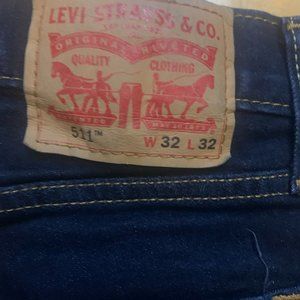 LEVI STRAUSS & CO.
ORIGINAL RIVETED
QUALITY CLOTHING
511™
W 32 L 32